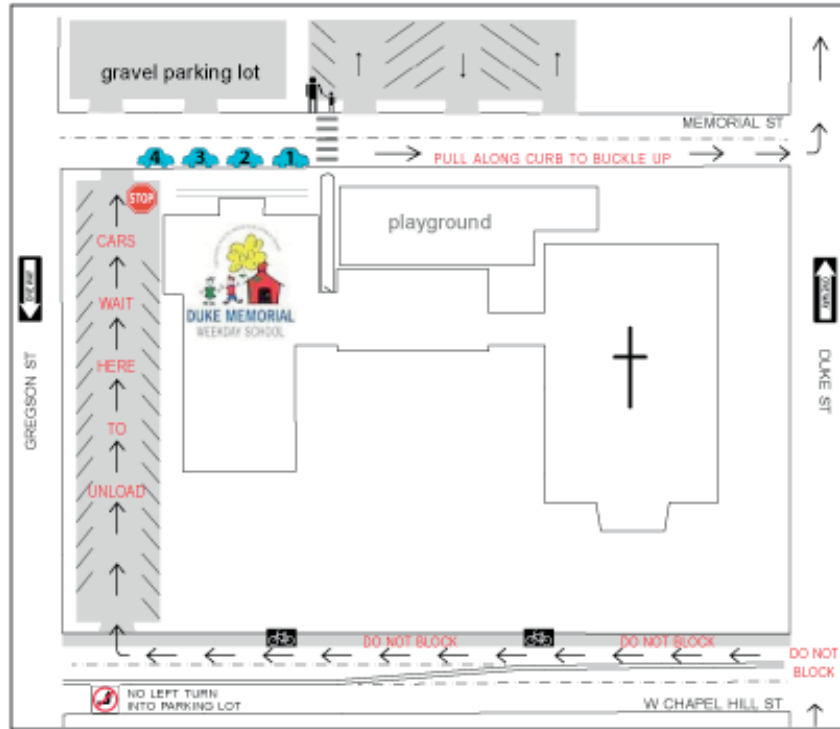 gravel parking lot
MEMORIAL ST
4
3
2
1
PULL ALONG CURB TO BUCKLE UP
STOP
CARS
playground
DUKE MEMORIAL
WEEKDAY SCHOOL
WAIT
HERE
TO
UNLOAD
GREGSON ST
DUKE ST
DO NOT BLOCK
DO NOT BLOCK
DO NOT
BLOCK
NO LEFT TURN
INTO PARKING LOT
W CHAPEL HILL ST